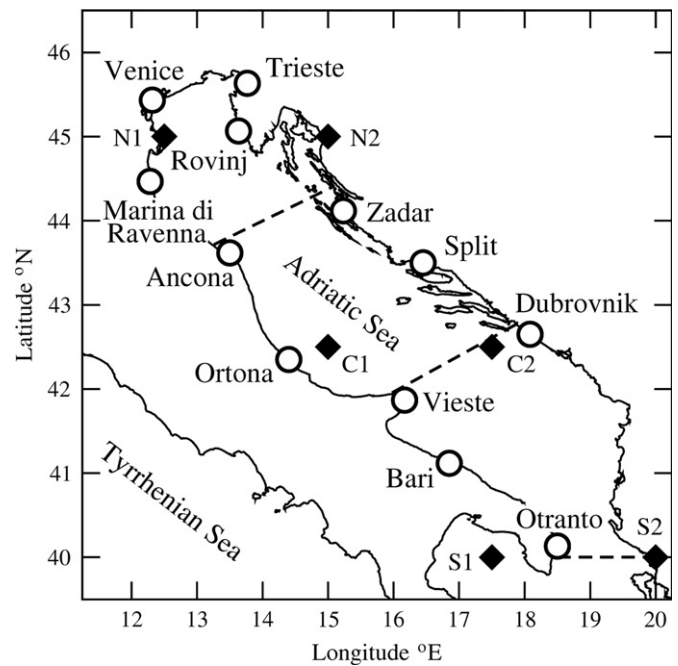 46
45
44
43
42
41
40
Latitude °N
Venice
Trieste
N1
Rovinj
N2
Marina di
Ravenna
Zadar
Ancona
Split
Adriatic Sea
Dubrovnik
Ortona
C1
C2
Vieste
Tyrrhenian Sea
Bari
Otranto
S1
S2
12 13 14 15 16 17 18 19 20
Longitude °E